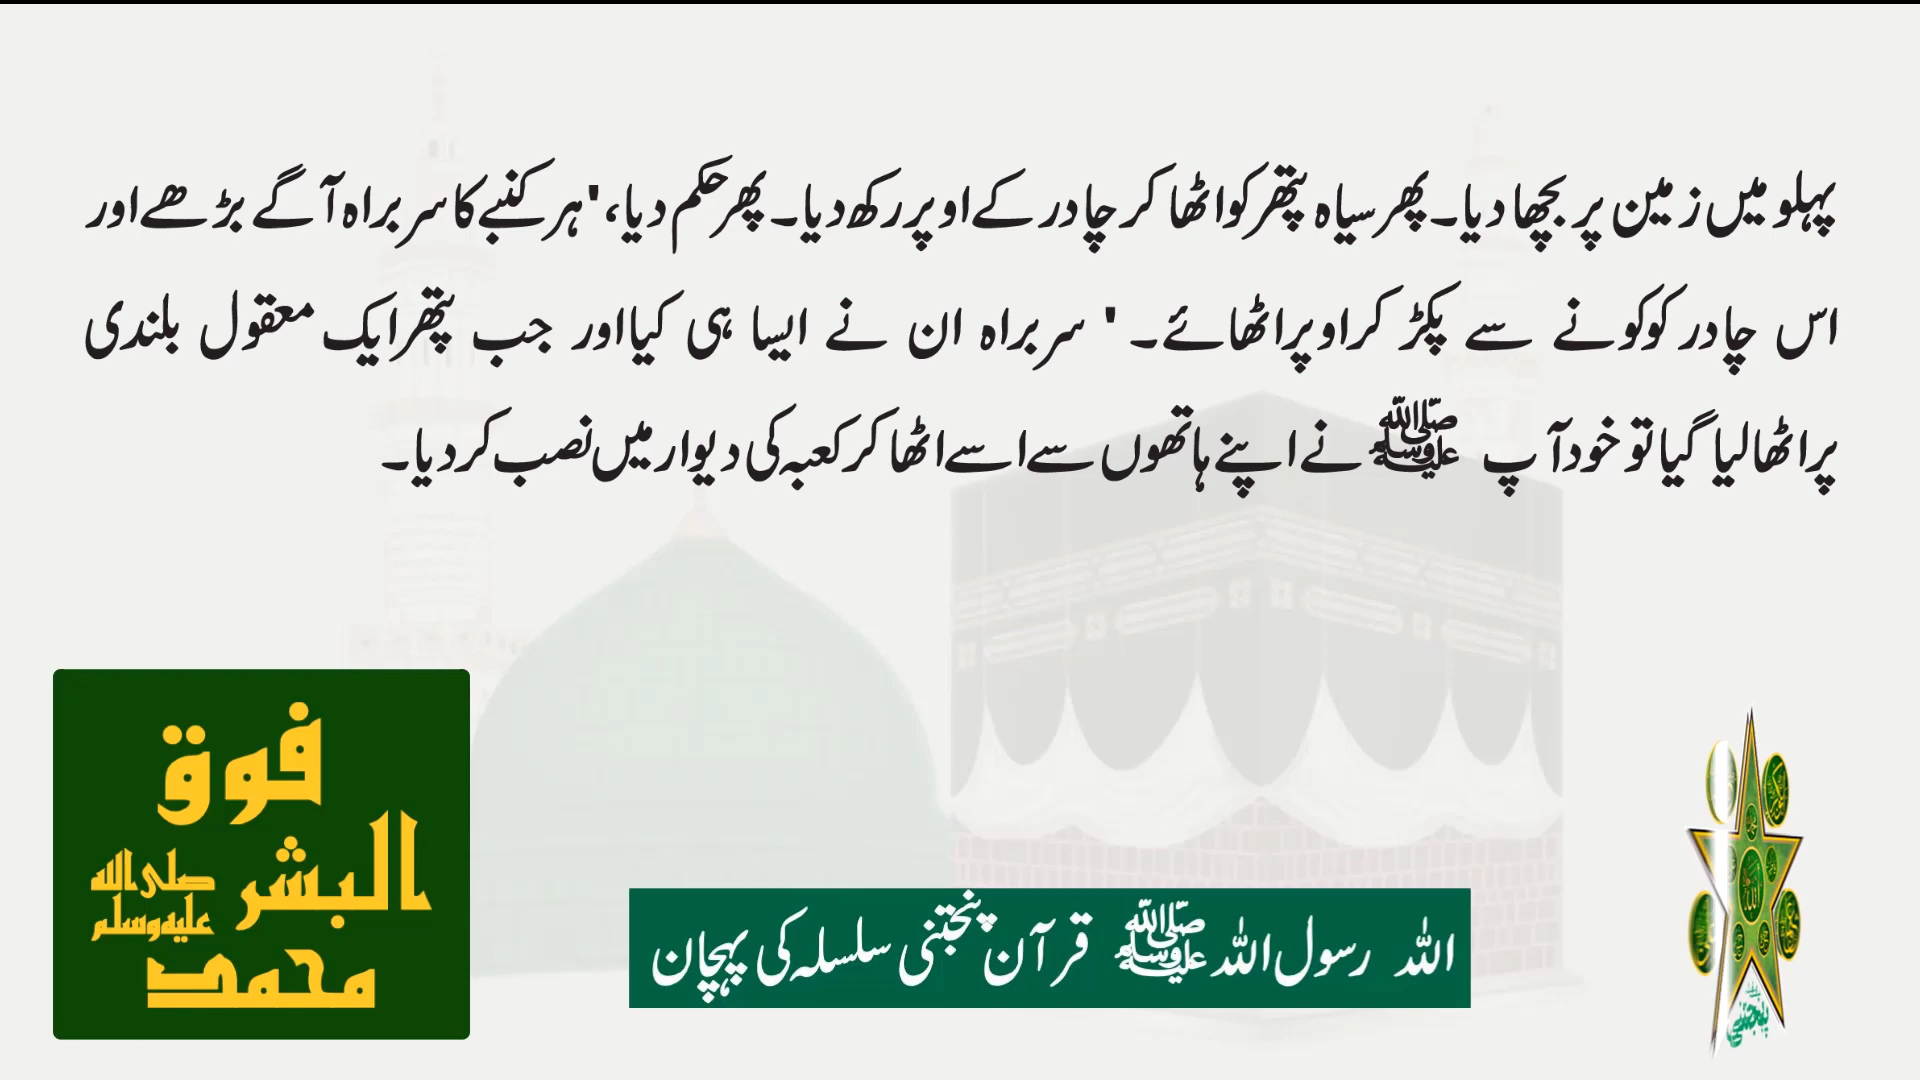 پہلو میں زمین پر بچھا دیا۔ پھر سیاہ پتھر کو اٹھا کر چادر کے اوپر رکھ دیا۔ پھر حکم دیا، 'ہر کنبے کا سربراہ آگے بڑھے اور
اس چادر کو کونے سے پکڑ کر اوپر اٹھائے۔ ' سربراہ ان نے ایسا ہی کیا اور جب پتھر ایک معقول بلندی
پر اٹھا لیا گیا تو خود آپ ﷺ نے اپنے ہاتھوں سے اسے اٹھا کر کعبہ کی دیوار میں نصب کر دیا۔
فوق
البشر صلی اللہ علیہ وسلم
محمد
اللہ رسول اللہ ﷺ قرآن پنجتنی سلسلہ کی پہچان
پنجتنی